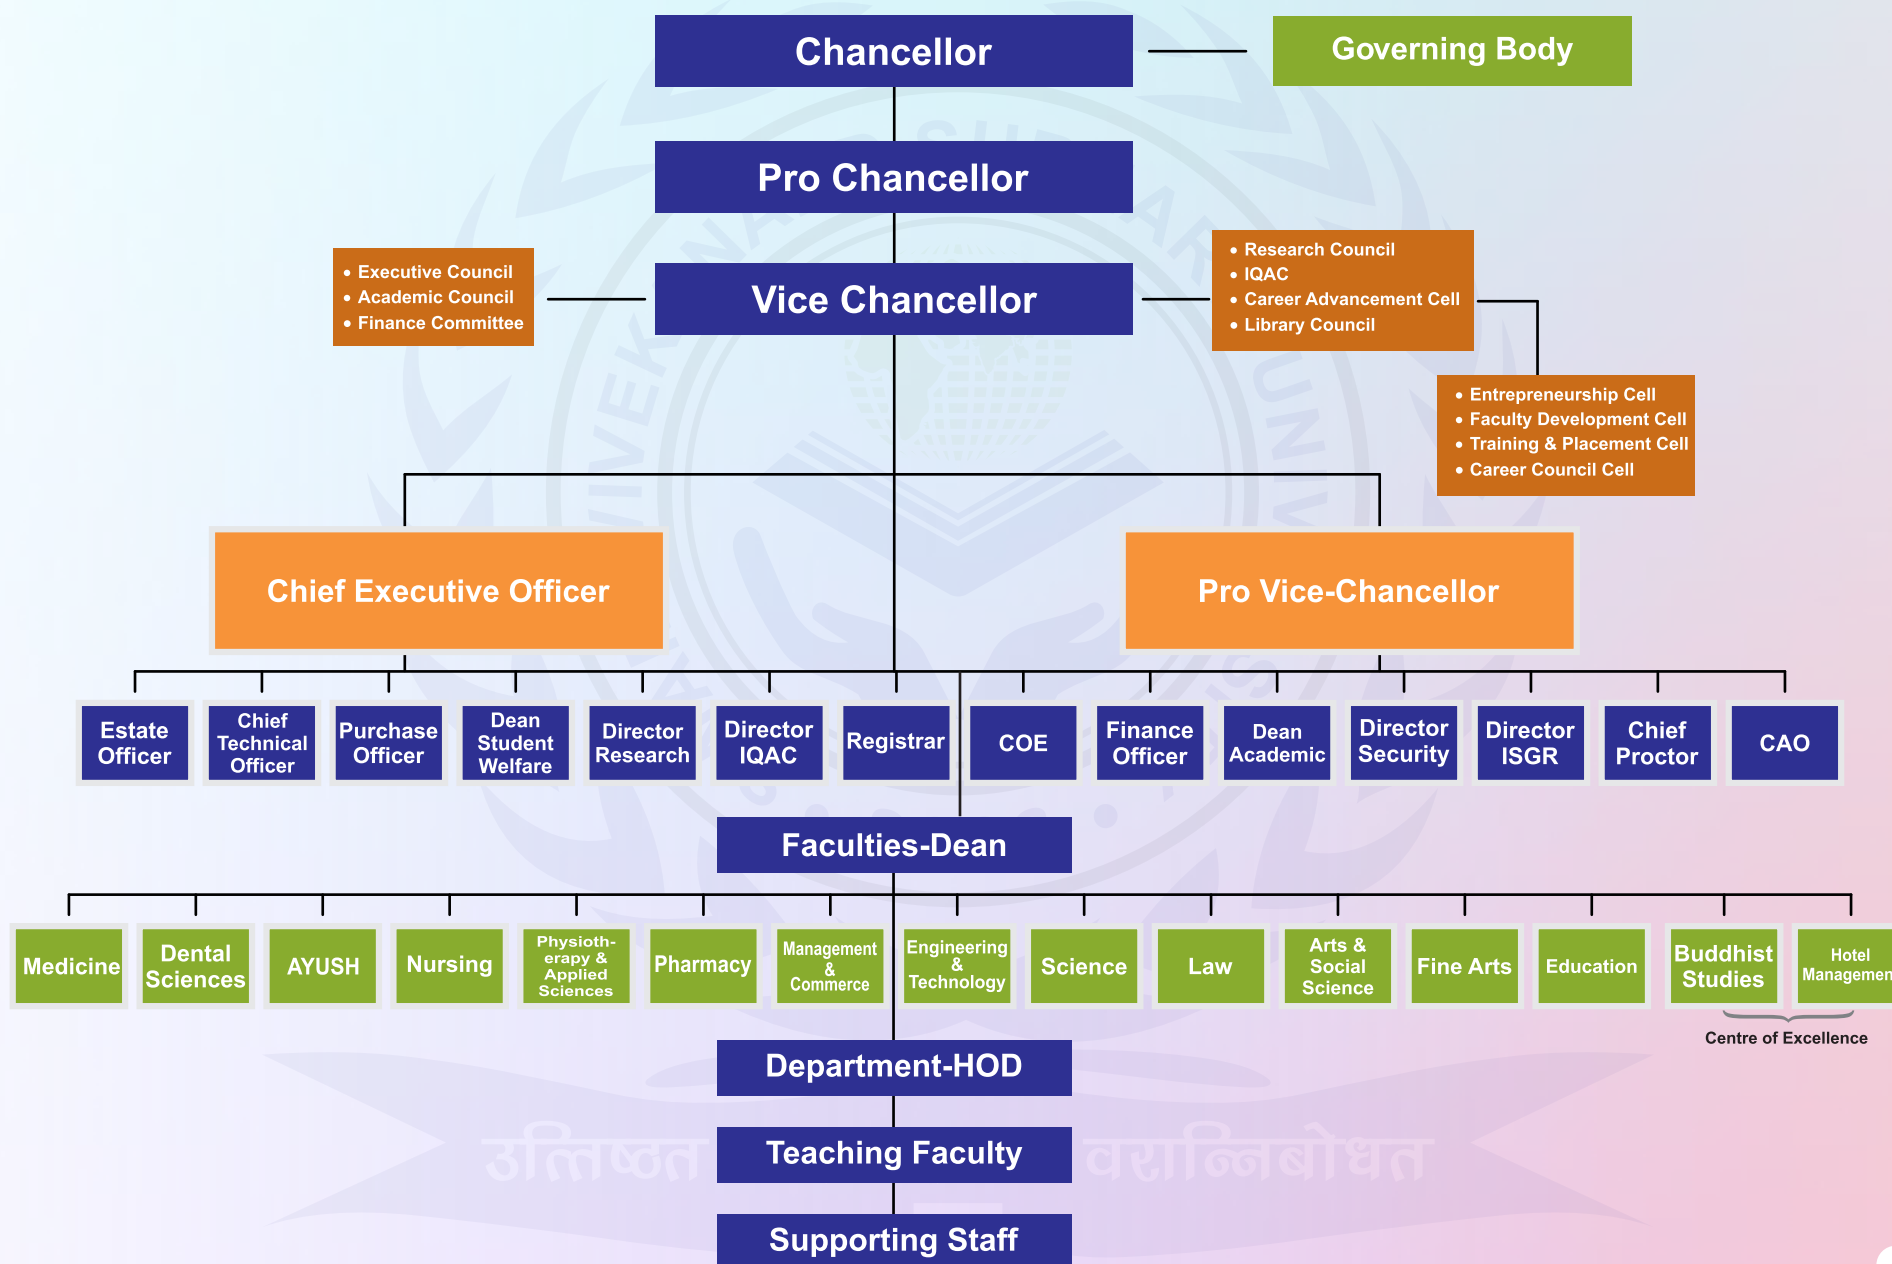 Chancellor
Governing Body
Pro Chancellor
• Executive Council
• Academic Council
• Finance Committee
Vice Chancellor
• Research Council
• IQAC
• Career Advancement Cell
• Library Council
• Entrepreneurship Cell
• Faculty Development Cell
• Training & Placement Cell
• Career Council Cell
Chief Executive Officer
Pro Vice-Chancellor
Estate
Officer
Chief
Technical
Officer
Purchase
Officer
Dean
Student
Welfare
Director
Research
Director
IQAC
Registrar
COE
Finance
Officer
Dean
Academic
Director
Security
Director
ISGR
Chief
Proctor
CAO
Faculties-Dean
Medicine
Dental
Sciences
AYUSH
Nursing
Physioth-
erapy &
Applied
Sciences
Pharmacy
Management
&
Commerce
Engineering
&
Technology
Science
Law
Arts &
Social
Science
Fine Arts
Education
Buddhist
Studies
Hotel
Management
Centre of Excellence
Department-HOD
उत्तिष्ठत
वरान्निबोधत
Teaching Faculty
Supporting Staff